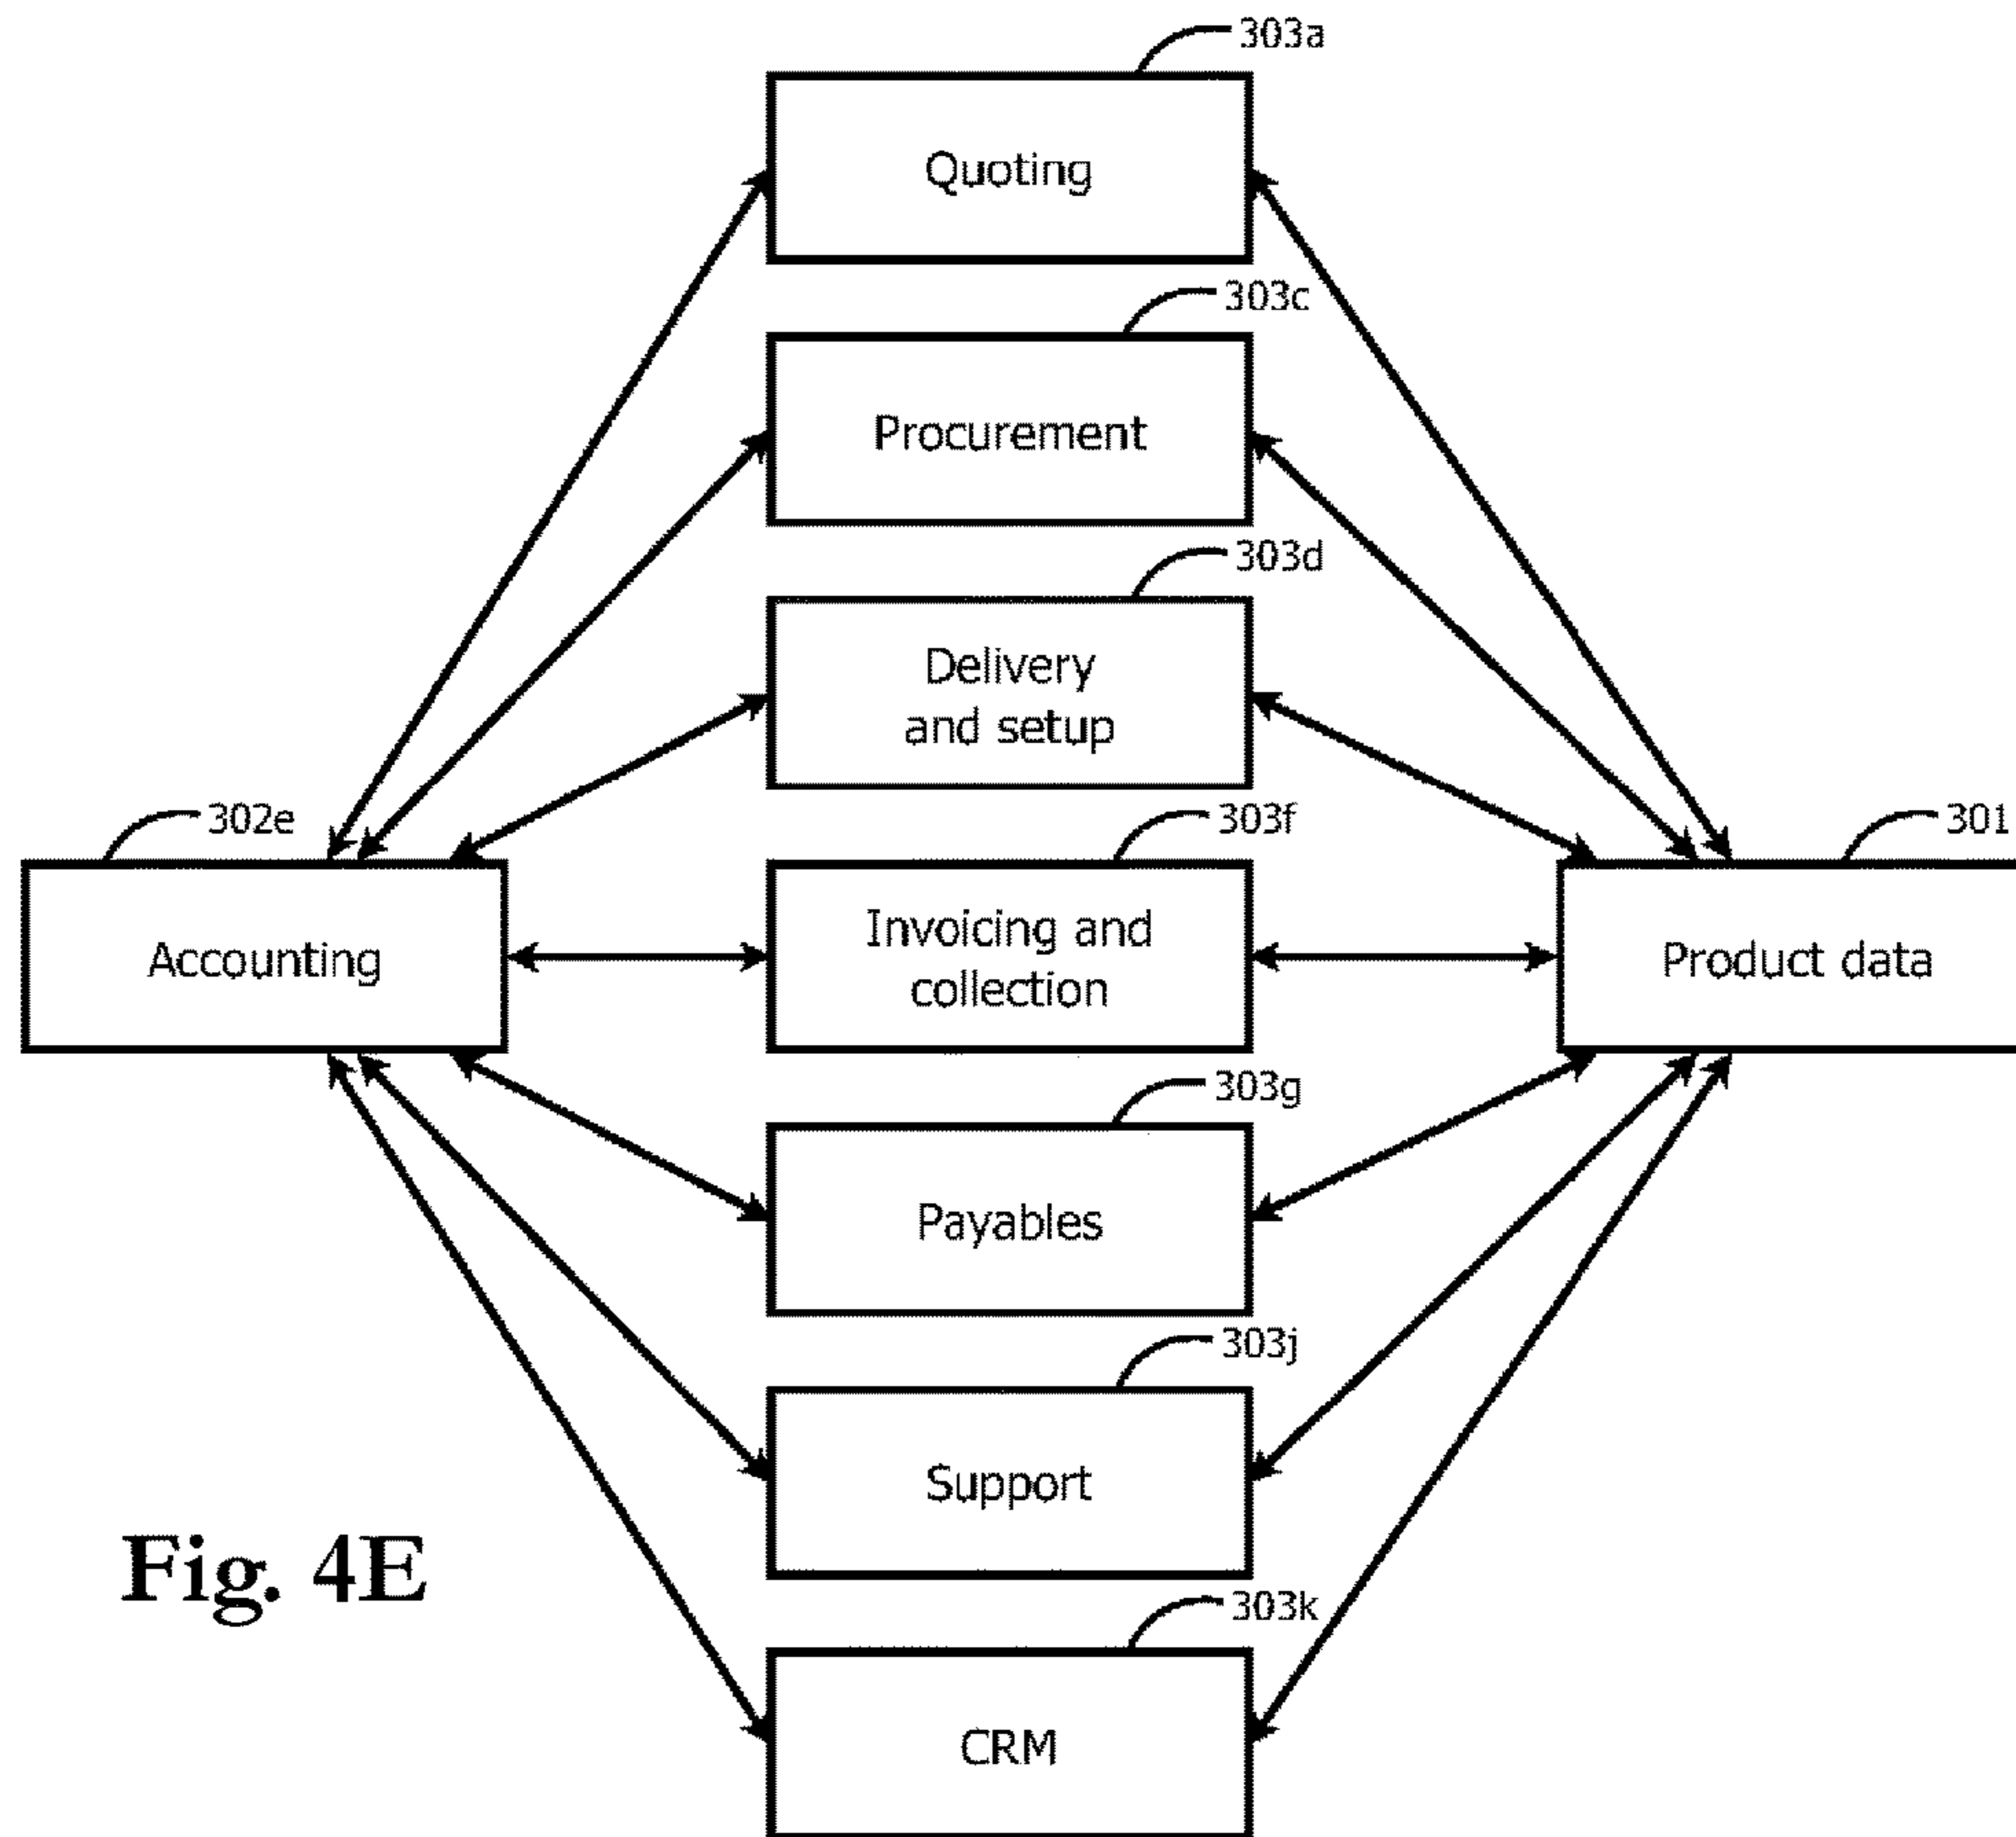 303a
Quoting
303c
Procurement
303d
Delivery
and setup
302e
303f
301
Accounting
Invoicing and
collection
Product data
303g
Payables
303j
Support
Fig. 4E
303k
CRM